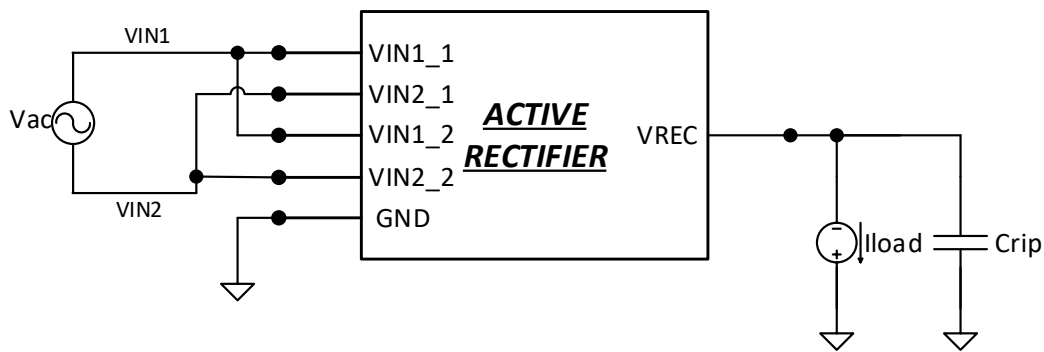 VIN1
VIN1_1
VIN2_1
Vac
ACTIVE
VIN1_2
VREC
RECTIFIER
VIN2_2
VIN2
GND
Iload
Crip